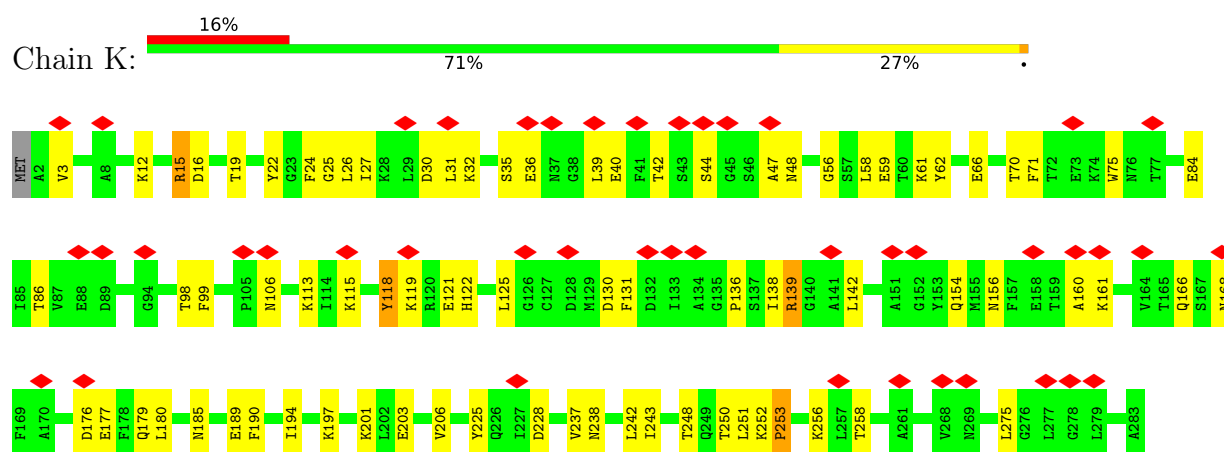 16%
Chain K:
71% 27% •
MET A2 V3 A8 K12 R15 D16 T19 Y22 G23 F24 G25 L26 I27 K28 L29 D30 L31 K32 S35 E36 N37 G38 L39 E40 F41 T42 S43 S44 G45 S46 A47 N48 G56 S57 L58 E59 T60 K61 Y62 E66 T70 F71 T72 E73 K74 W75 N76 T77 E84
I85 T86 V87 E88 D89 G94 T98 F99 P105 N106 K113 I114 K115 Y118 K119 R120 E121 H122 L125 G126 C127 D128 M129 D130 F131 D132 I133 A134 G135 P136 S137 I138 R139 G140 A141 L142 A151 G152 Y153 Q154 M155 N156 F157 E158 T159 A160 K161 V164 T165 Q166 S167 N168
F169 A170 D176 E177 F178 Q179 L180 N185 E189 F190 I194 K197 K201 L202 E203 V206 Y225 Q226 I227 D228 V237 N238 L242 I243 T248 Q249 T250 L251 K252 P253 K256 L257 T258 A261 V268 N269 L275 G276 L277 G278 L279 A283